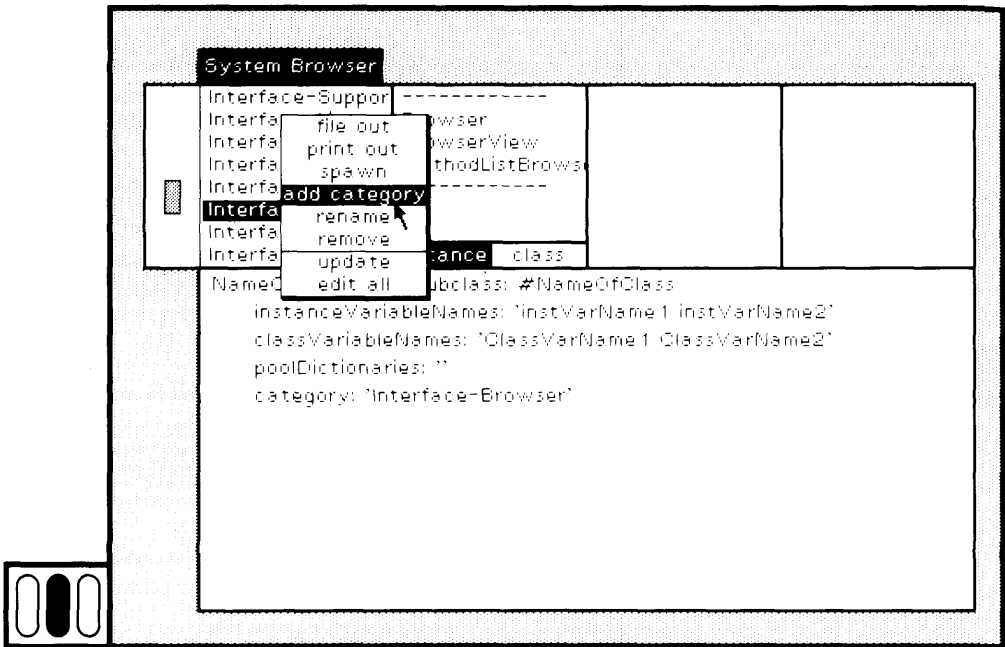 System Browser
Interface-Suppor
Interfa
Interfa
Interfa
Interfa
Interfa
Interfa
Interfa
file out
print out
spawn
add category
rename
remove
update
edit all
------------
owser
owserView
thodListBrowse
------------
tance class
NameO ubclass: #NameOfClass
instanceVariableNames: 'instVarName1 instVarName2'
classVariableNames: 'ClassVarName1 ClassVarName2'
poolDictionaries: ''
category: 'Interface-Browser'